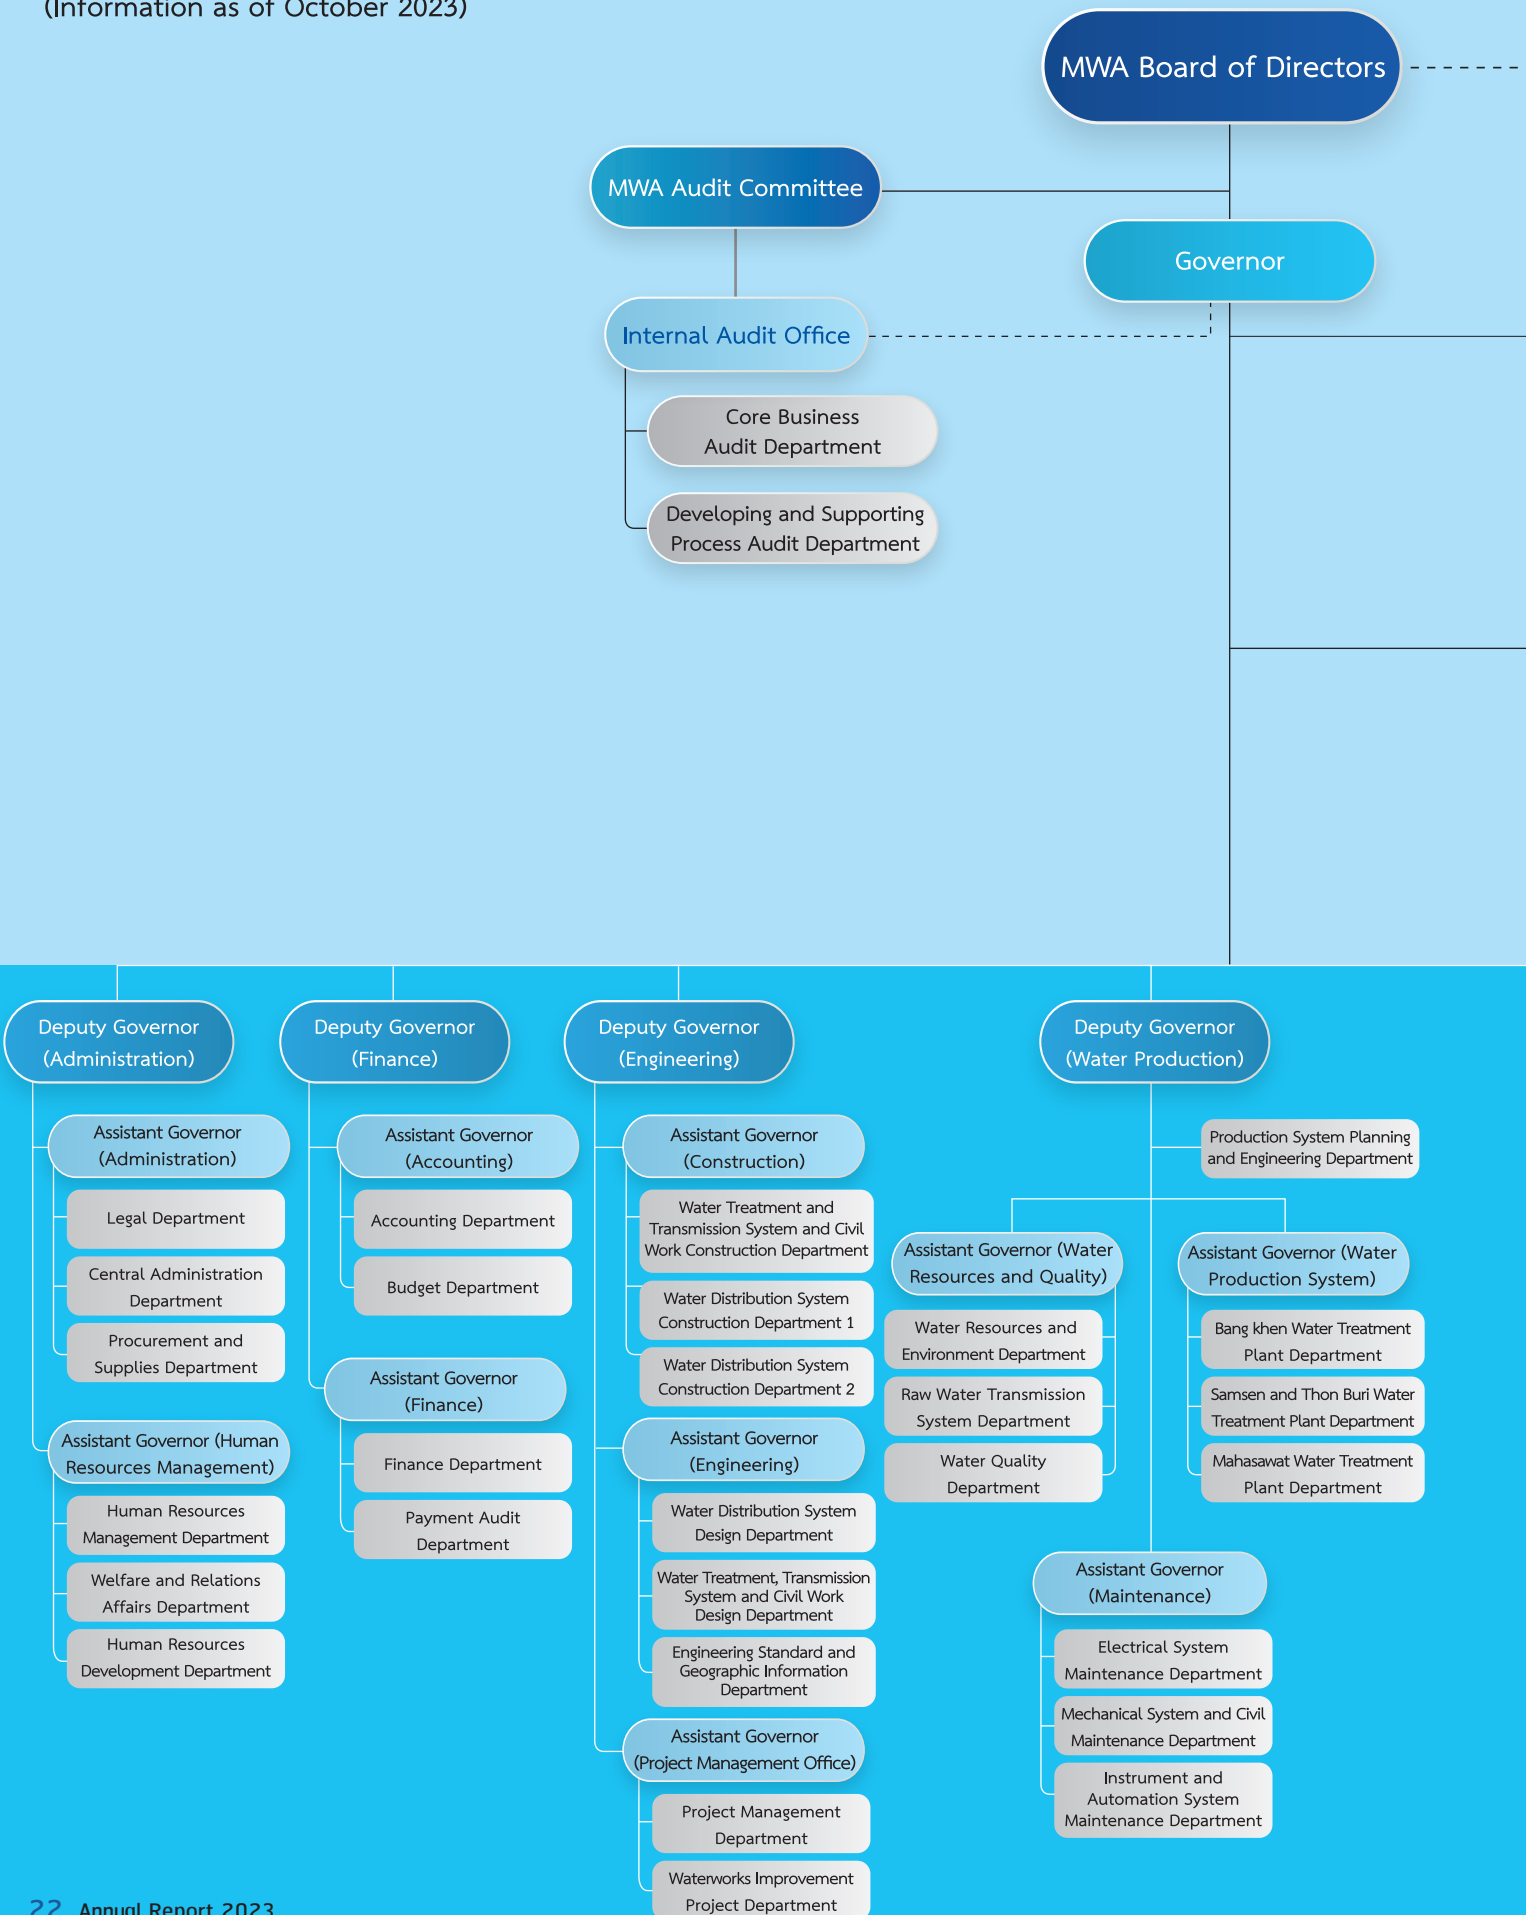 (Information as of October 2023)
MWA Board of Directors
MWA Audit Committee
Governor
Internal Audit Office
Core Business
Audit Department
Developing and Supporting
Process Audit Department
Deputy Governor
(Administration)
Assistant Governor
(Administration)
Legal Department
Central Administration
Department
Procurement and
Supplies Department
Assistant Governor (Human
Resources Management)
Human Resources
Management Department
Welfare and Relations
Affairs Department
Human Resources
Development Department
Deputy Governor
(Finance)
Assistant Governor
(Accounting)
Accounting Department
Budget Department
Assistant Governor
(Finance)
Finance Department
Payment Audit
Department
Deputy Governor
(Engineering)
Assistant Governor
(Construction)
Water Treatment and
Transmission System and Civil
Work Construction Department
Water Distribution System
Construction Department 1
Water Distribution System
Construction Department 2
Assistant Governor
(Engineering)
Water Distribution System
Design Department
Water Treatment, Transmission
System and Civil Work
Design Department
Engineering Standard and
Geographic Information
Department
Assistant Governor
(Project Management Office)
Project Management
Department
Waterworks Improvement
Project Department
Deputy Governor
(Water Production)
Production System Planning
and Engineering Department
Assistant Governor (Water
Resources and Quality)
Water Resources and
Environment Department
Raw Water Transmission
System Department
Water Quality
Department
Assistant Governor (Water
Production System)
Bang khen Water Treatment
Plant Department
Samsen and Thon Buri Water
Treatment Plant Department
Mahasawat Water Treatment
Plant Department
Assistant Governor
(Maintenance)
Electrical System
Maintenance Department
Mechanical System and Civil
Maintenance Department
Instrument and
Automation System
Maintenance Department
22 Annual Report 2023